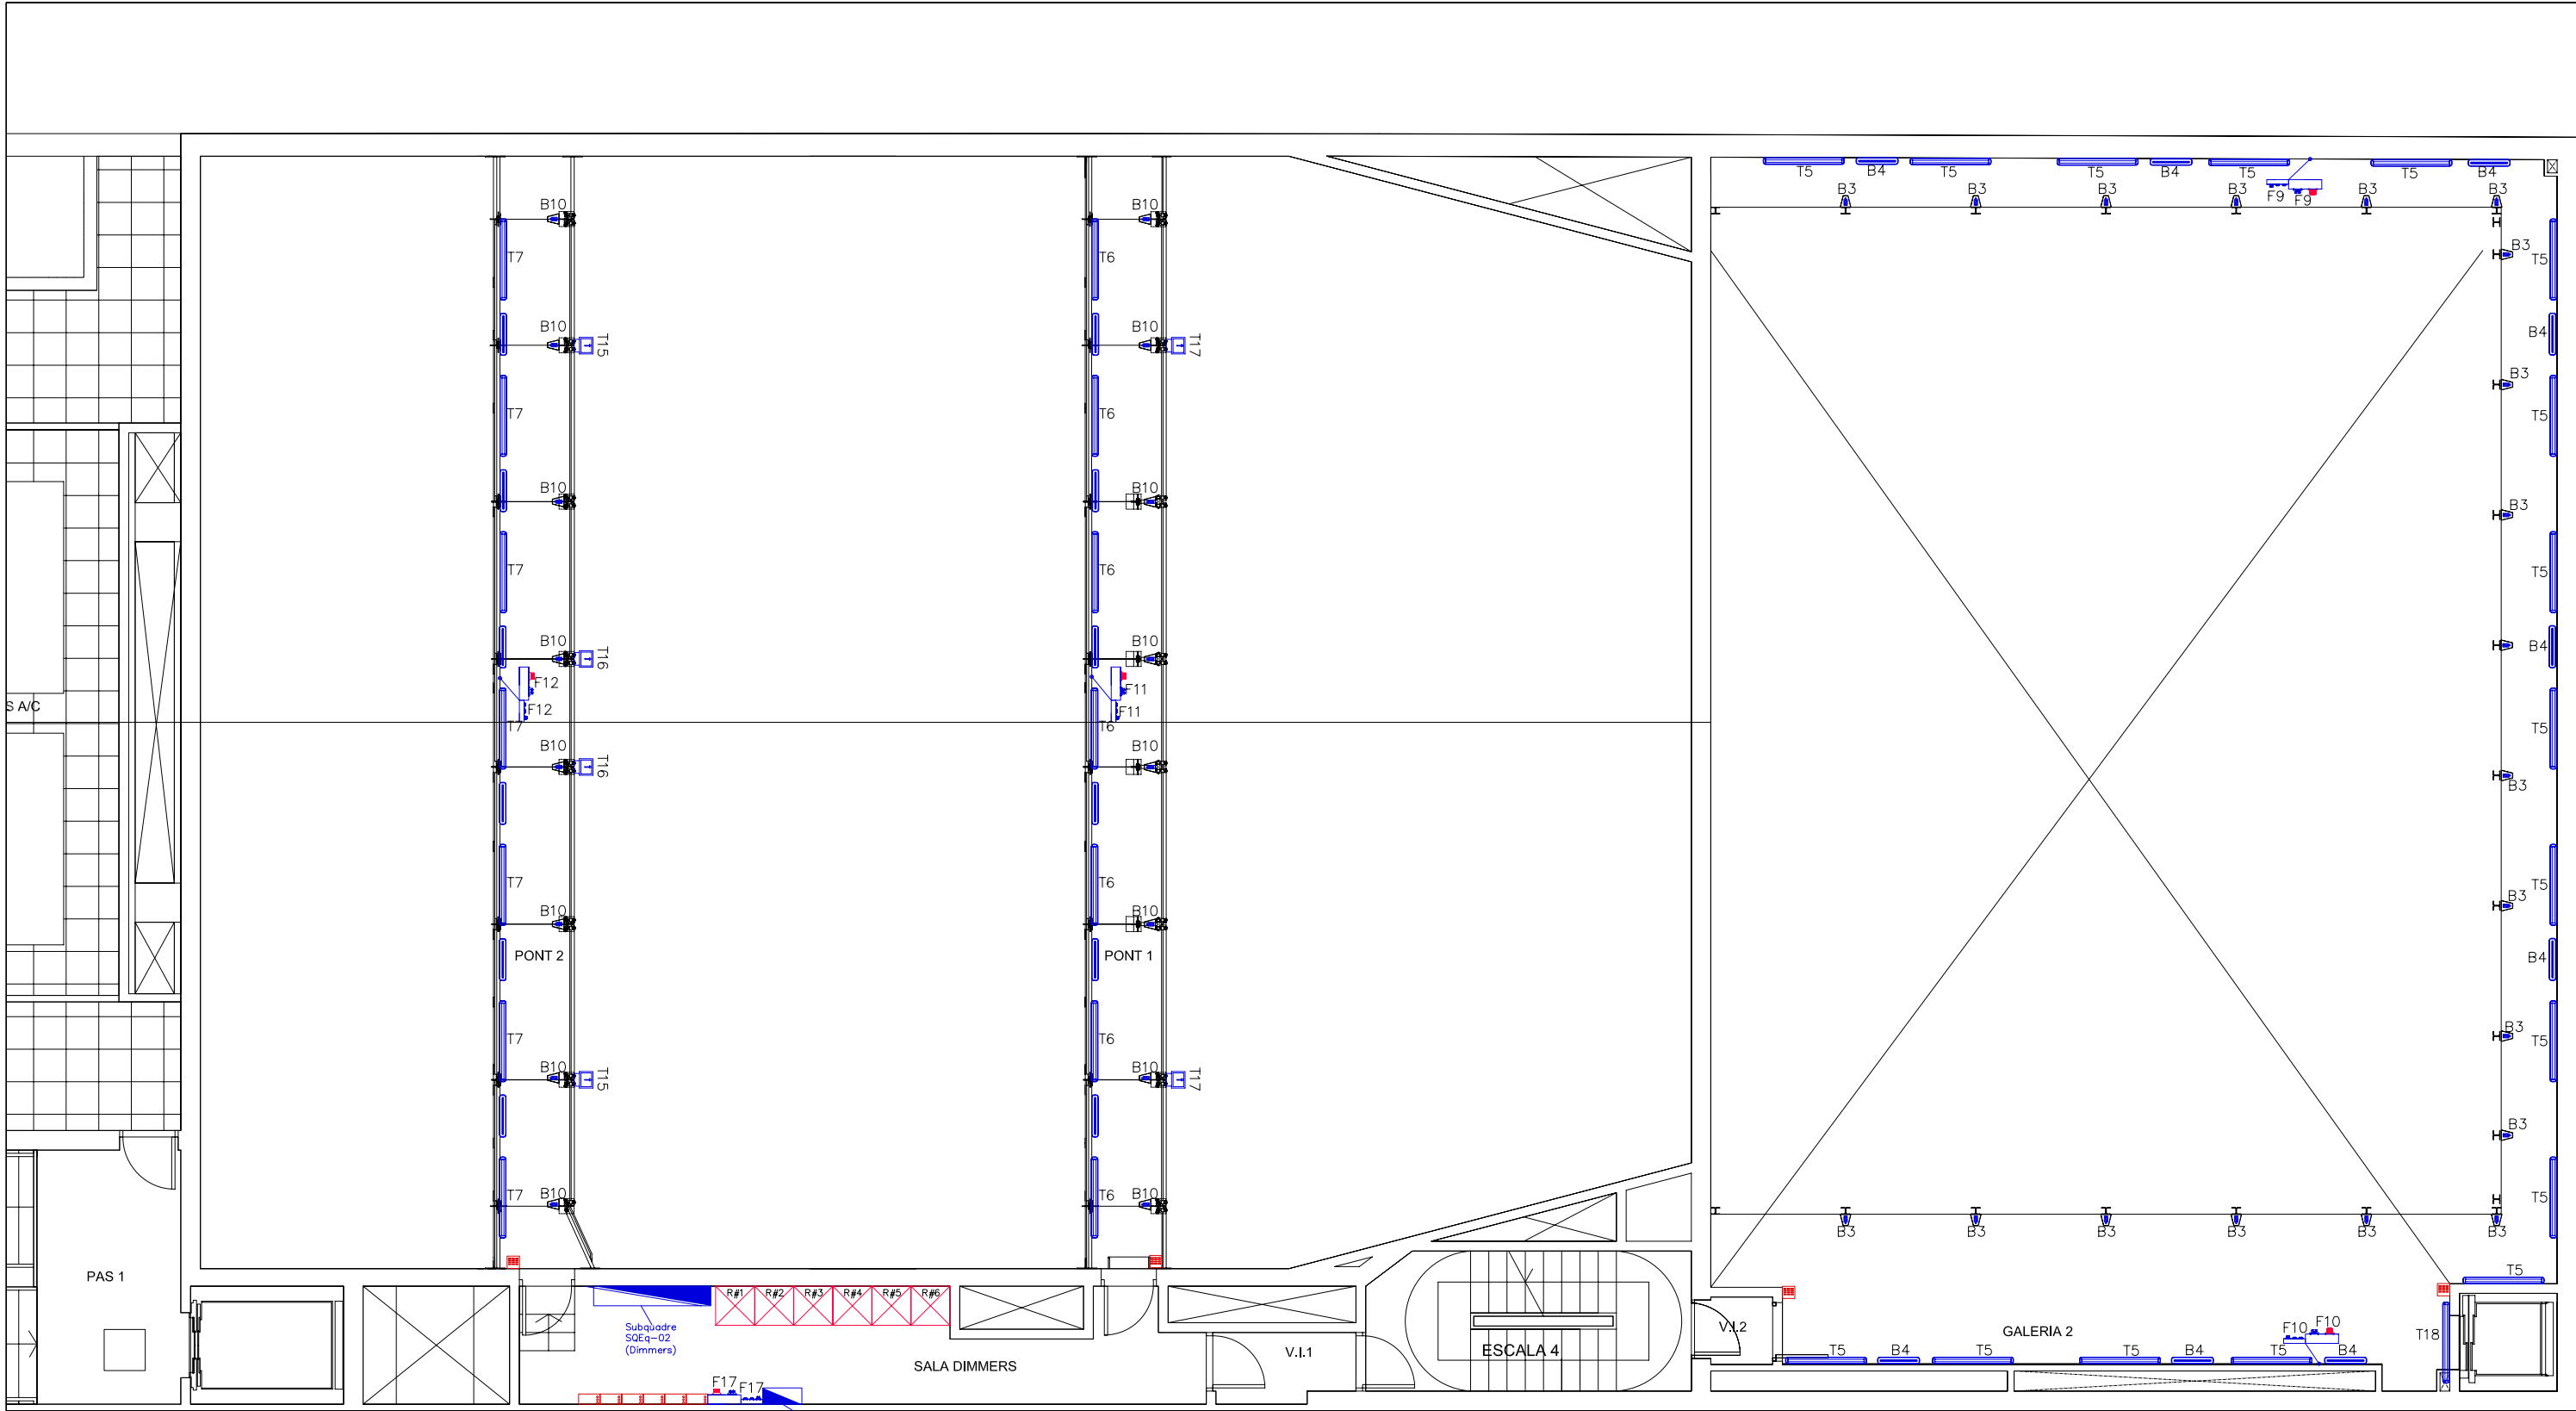 T5 B4 T5 T5 B4 T5 T5 B4
F9 F9
B3 B3 B3 B3 B3 B3
B10 B10
B3
T7 T6 T5
B10 T15 B10 T17 B4
B3
T7 T6 T5
B10 B10
B3
T7 T6 T5
B10 T16 B10 B4
F12 F11
S A/C F12 F11
T7 T6 T5
B10 T16 B10
B3
T7 T6 T5
B3
B10 B10
PONT 2 PONT 1 B4
T7 T6 B3 T5
B10 T15 B10 T17
B3
T7 B10 T6 B10 T5
B3 B3 B3 B3 B3 B3
PAS 1
T5
R#1 R#2 R#3 R#4 R#5 R#6
Subquadre
SQEq-02
(Dimmers)
V.I.2
GALERIA 2
F10 F10
T18
V.I.1
ESCALA 4
T5 B4 T5 T5 B4 T5 B4
SALA DIMMERS
F17 F17